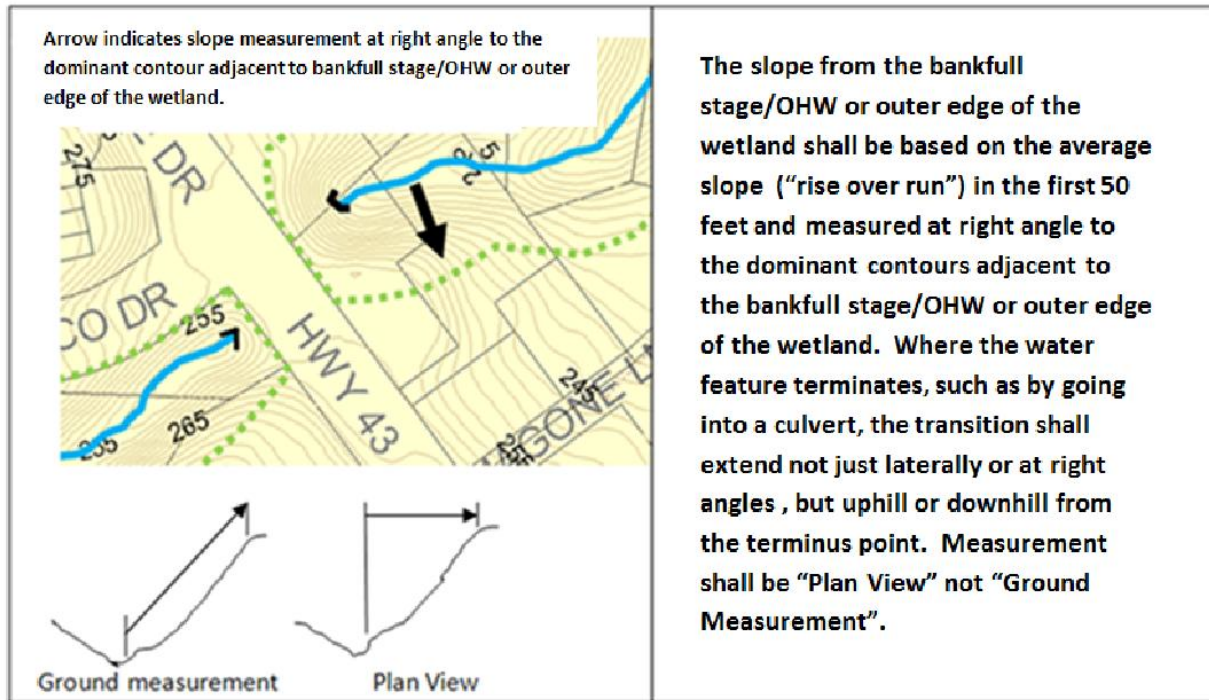 Arrow indicates slope measurement at right angle to the
dominant contour adjacent to bankfull stage/OHW or outer
edge of the wetland.
275
DR
CO DR
255
HWY 43
265
245
The slope from the bankfull
stage/OHW or outer edge of the
wetland shall be based on the average
slope (“rise over run”) in the first 50
feet and measured at right angle to
the dominant contours adjacent to
the bankfull stage/OHW or outer edge
of the wetland. Where the water
feature terminates, such as by going
into a culvert, the transition shall
extend not just laterally or at right
angles , but uphill or downhill from
the terminus point. Measurement
shall be “Plan View” not “Ground
Measurement”.
Ground measurement
Plan View